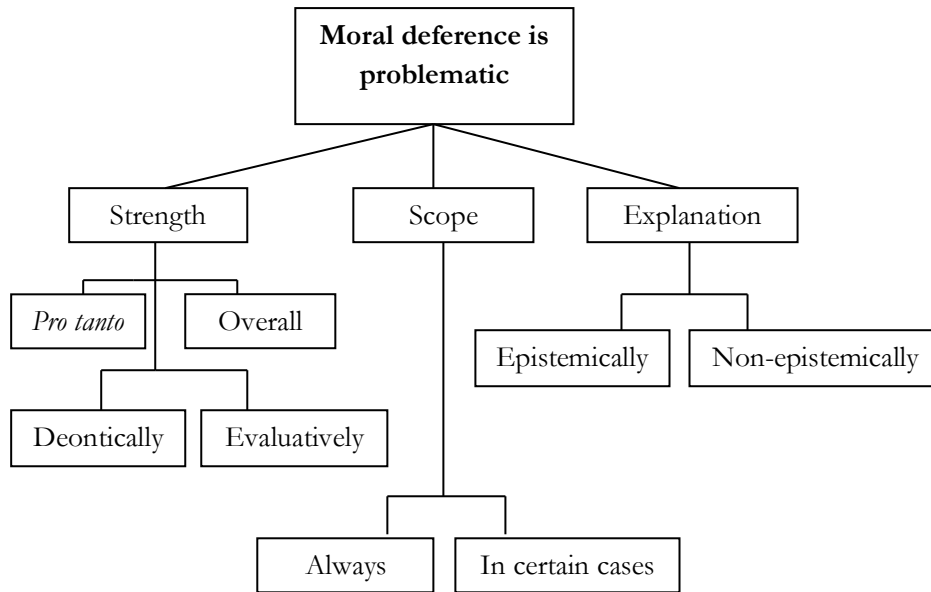 Moral deference is
problematic
Strength
Scope
Explanation
Pro tanto
Overall
Epistemically
Non-epistemically
Deontically
Evaluatively
Always
In certain cases